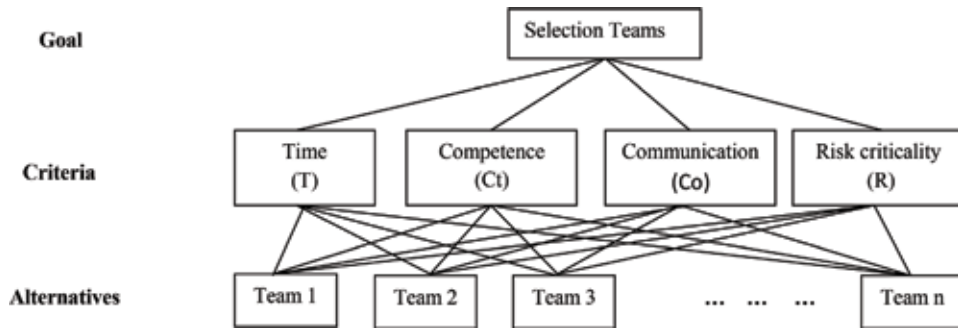 Goal
Selection Teams
Criteria
Time
(T)
Competence
(Ct)
Communication
(Co)
Risk criticality
(R)
Alternatives
Team 1
Team 2
Team 3
... ... ...
Team n